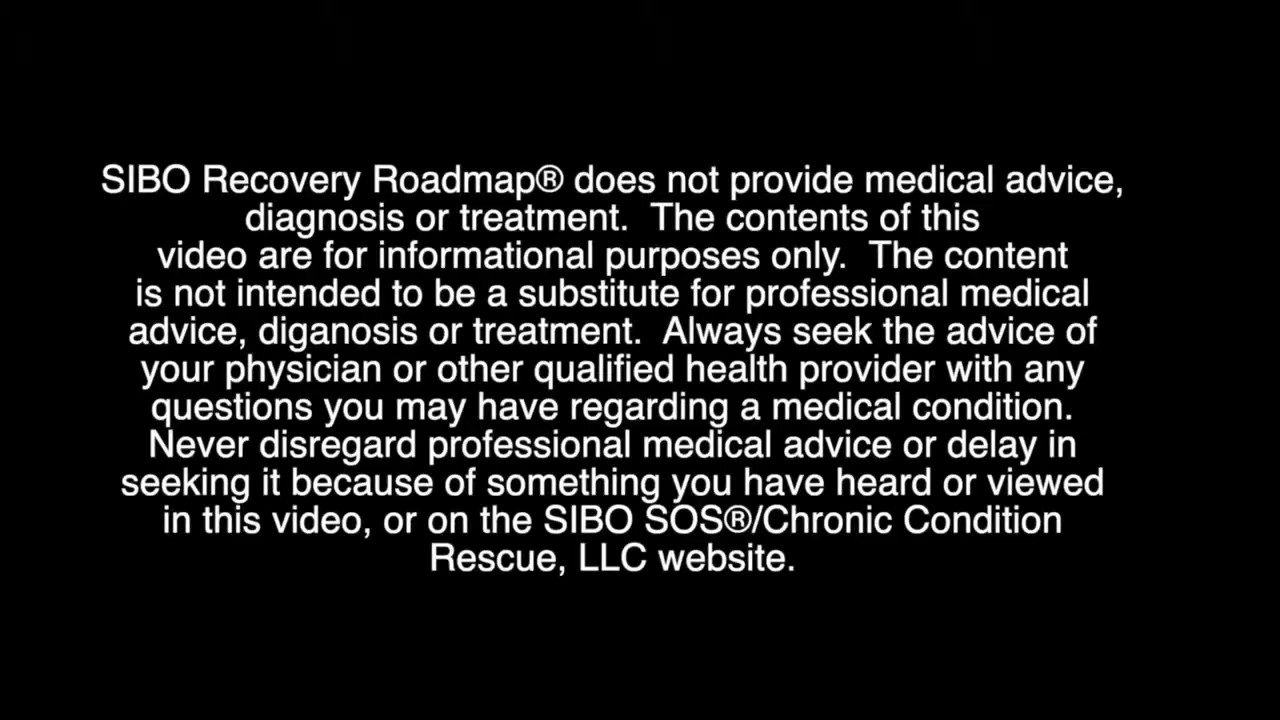 SIBO Recovery Roadmap® does not provide medical advice,
diagnosis or treatment.  The contents of this
video are for informational purposes only.  The content
is not intended to be a substitute for professional medical
advice, diganosis or treatment.  Always seek the advice of
your physician or other qualified health provider with any
questions you may have regarding a medical condition.
Never disregard professional medical advice or delay in
seeking it because of something you have heard or viewed
in this video, or on the SIBO SOS®/Chronic Condition
Rescue, LLC website.